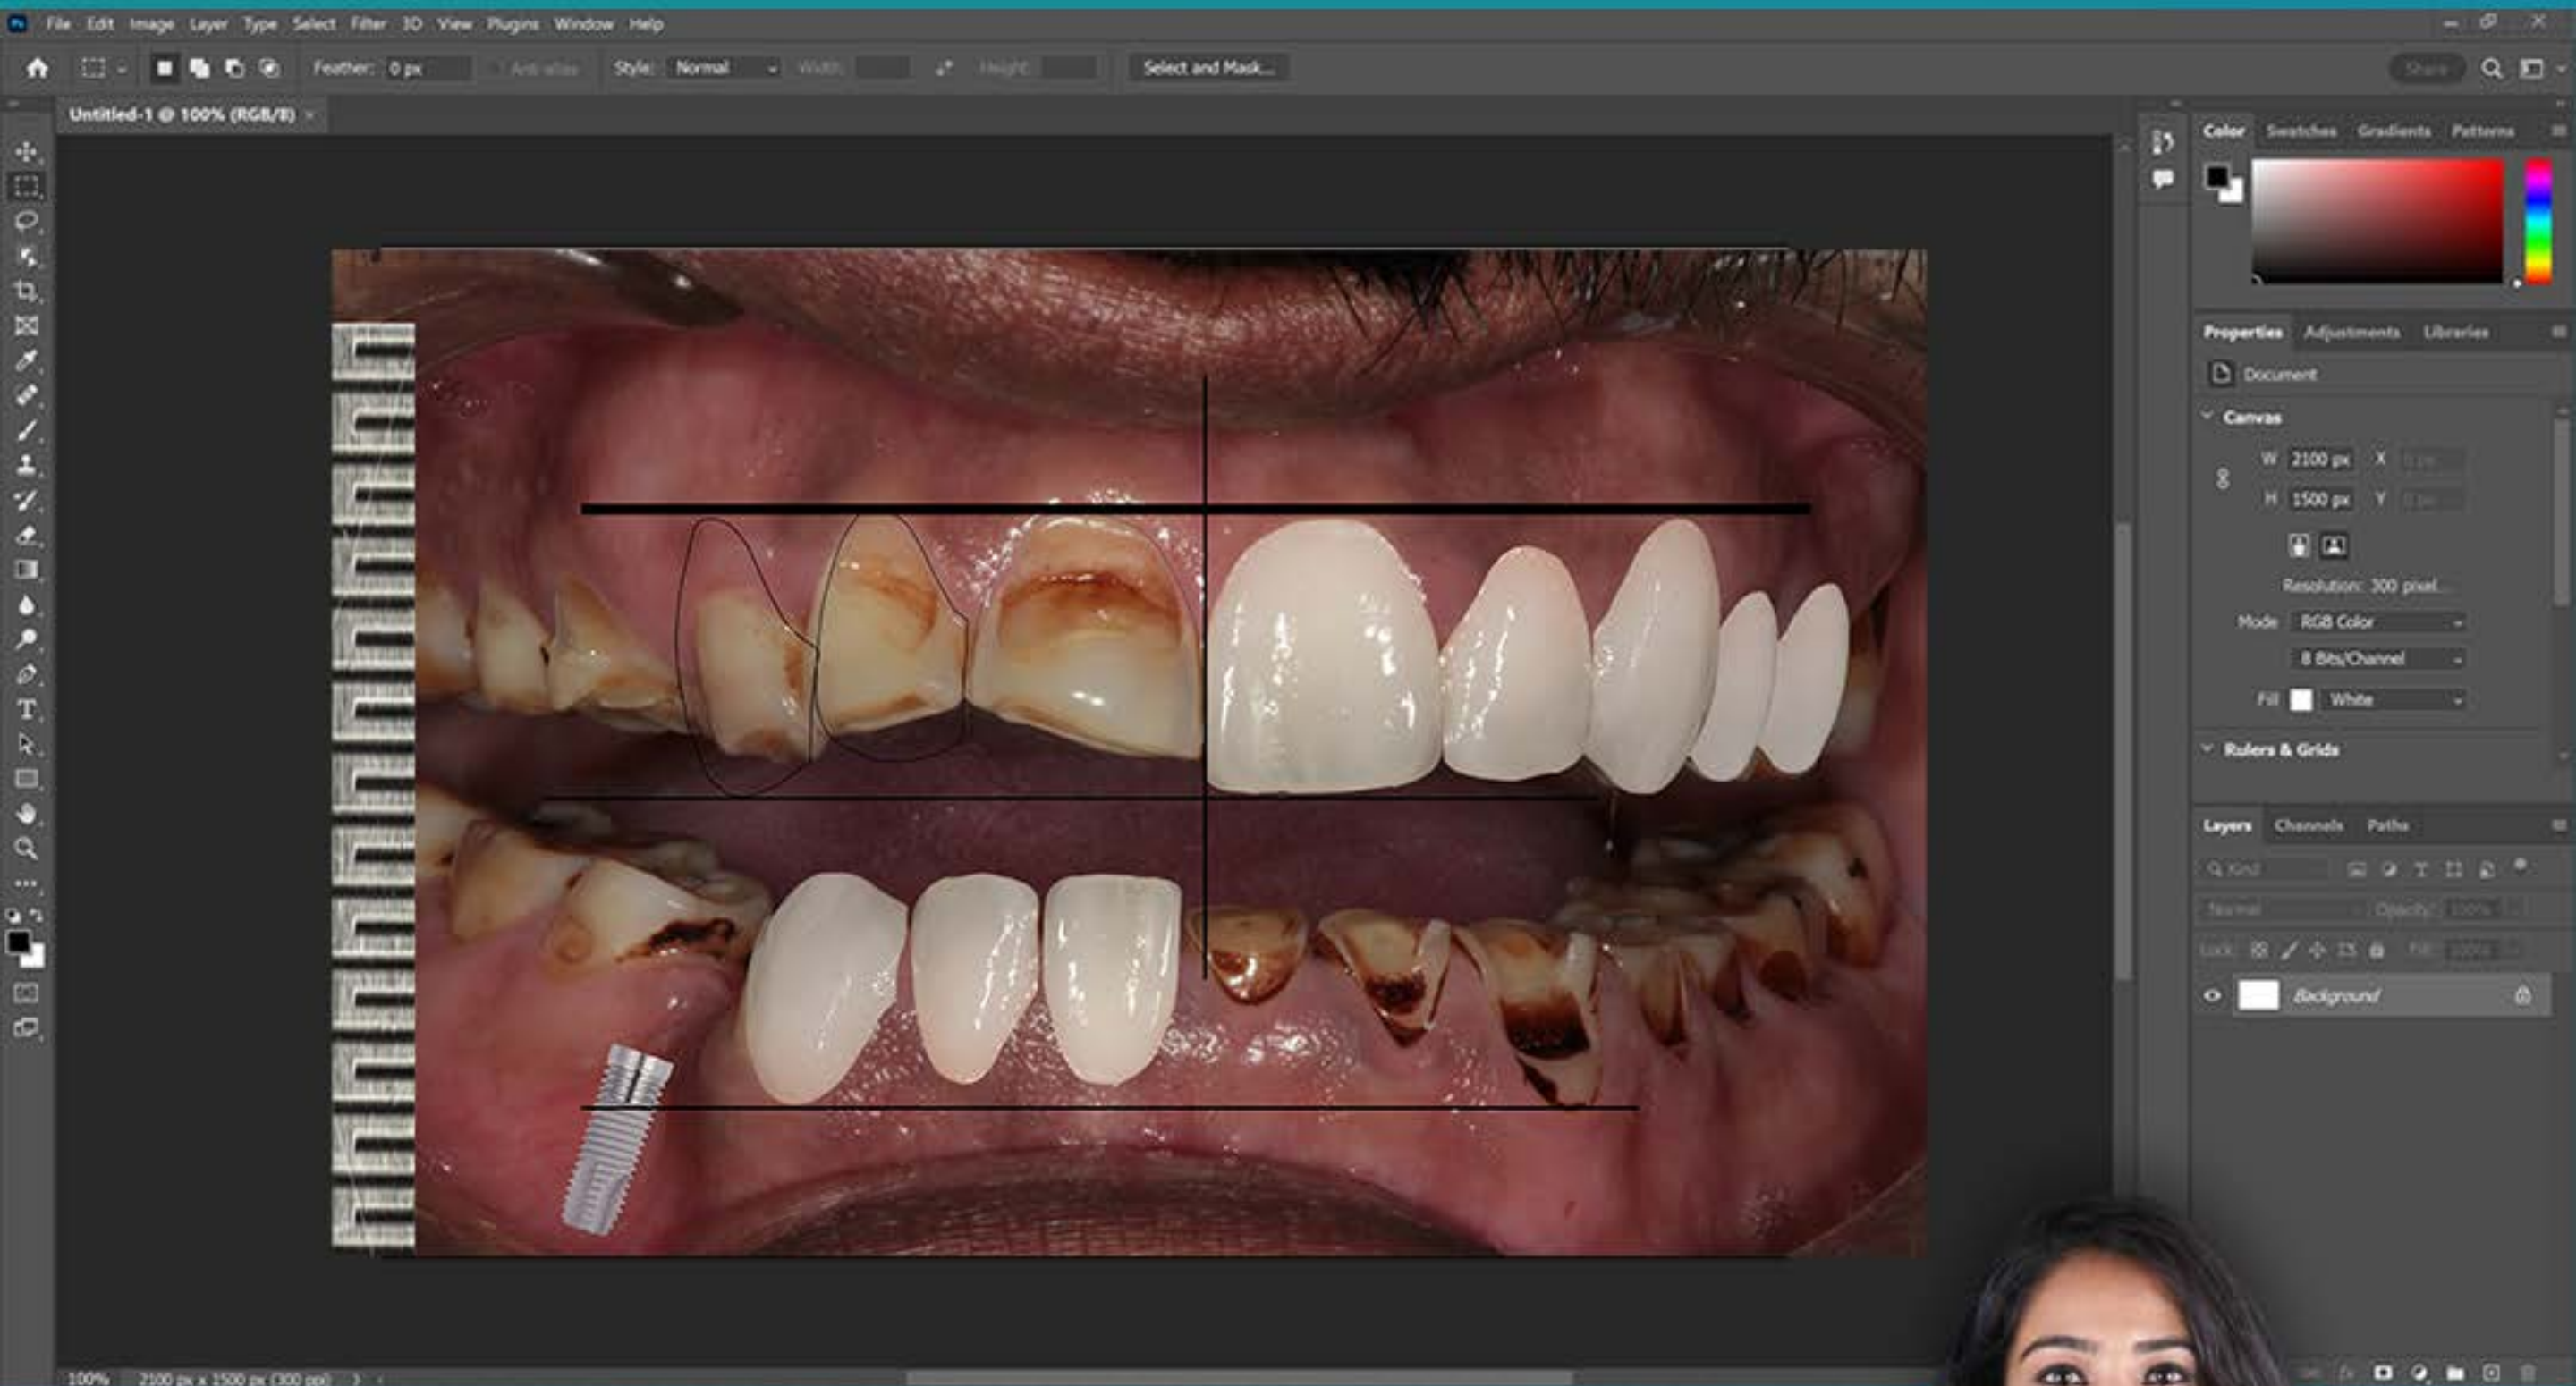 File Edit Image Layer Type Select Filter 3D View Plugins Window Help
Feather: 0 px Anti-alias Style: Normal Width: Height: Select and Mask... Share
Untitled-1 @ 100% (RGB/8) ×
Color Swatches Gradients Patterns
Properties Adjustments Libraries
Document
Canvas
W 2100 px X
H 1500 px Y
Resolution: 300 pixel...
Mode RGB Color
8 Bits/Channel
Fill White
Rulers & Grids
Layers Channels Paths
Kind
Normal Opacity: 100%
Lock: Fill: 100%
Background
100% 2100 px x 1500 px (300 ppi)